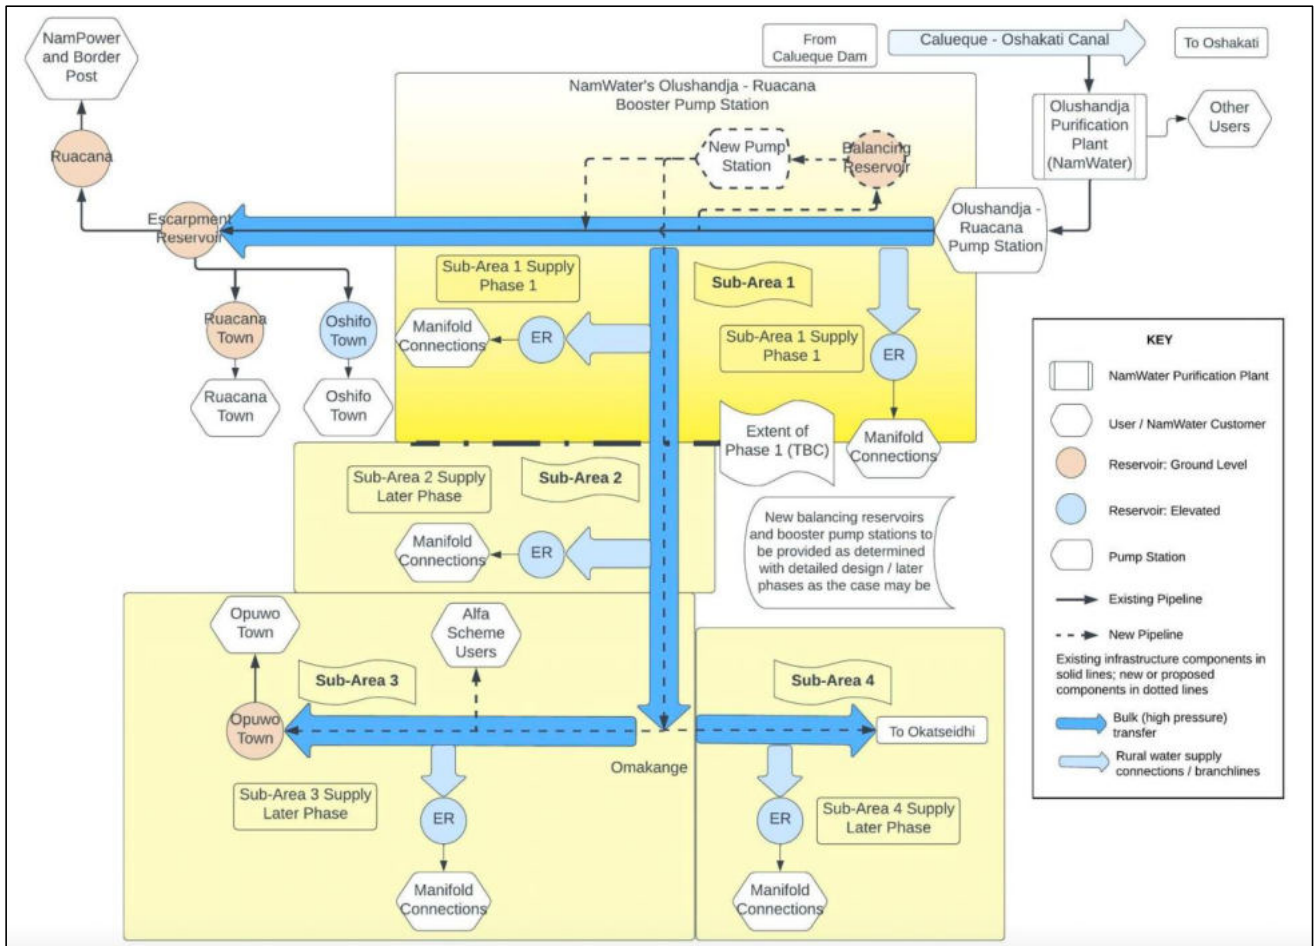 NamPower
and Border
Post
From
Calueque Dam
Calueque - Oshakati Canal
To Oshakati
NamWater's Olushandja - Ruacana
Booster Pump Station
Olushandja
Purification
Plant
(NamWater)
Other
Users
Ruacana
New Pump
Station
Balancing
Reservoir
Escarpment
Reservoir
Olushandja -
Ruacana
Pump Station
Sub-Area 1 Supply
Phase 1
Sub-Area 1
Ruacana
Town
Oshifo
Town
Manifold
Connections
ER
Sub-Area 1 Supply
Phase 1
ER
Ruacana
Town
Oshifo
Town
Extent of
Phase 1 (TBC)
Manifold
Connections
Sub-Area 2 Supply
Later Phase
Sub-Area 2
Manifold
Connections
ER
New balancing reservoirs
and booster pump stations to
be provided as determined
with detailed design / later
phases as the case may be
Opuwo
Town
Alfa
Scheme
Users
Sub-Area 3
Sub-Area 4
Opuwo
Town
To Okatseidhi
Omakange
Sub-Area 3 Supply
Later Phase
ER
ER
Sub-Area 4 Supply
Later Phase
Manifold
Connections
Manifold
Connections
KEY
NamWater Purification Plant
User / NamWater Customer
Reservoir: Ground Level
Reservoir: Elevated
Pump Station
Existing Pipeline
New Pipeline
Existing infrastructure components in
solid lines; new or proposed
components in dotted lines
Bulk (high pressure)
transfer
Rural water supply
connections / branchlines